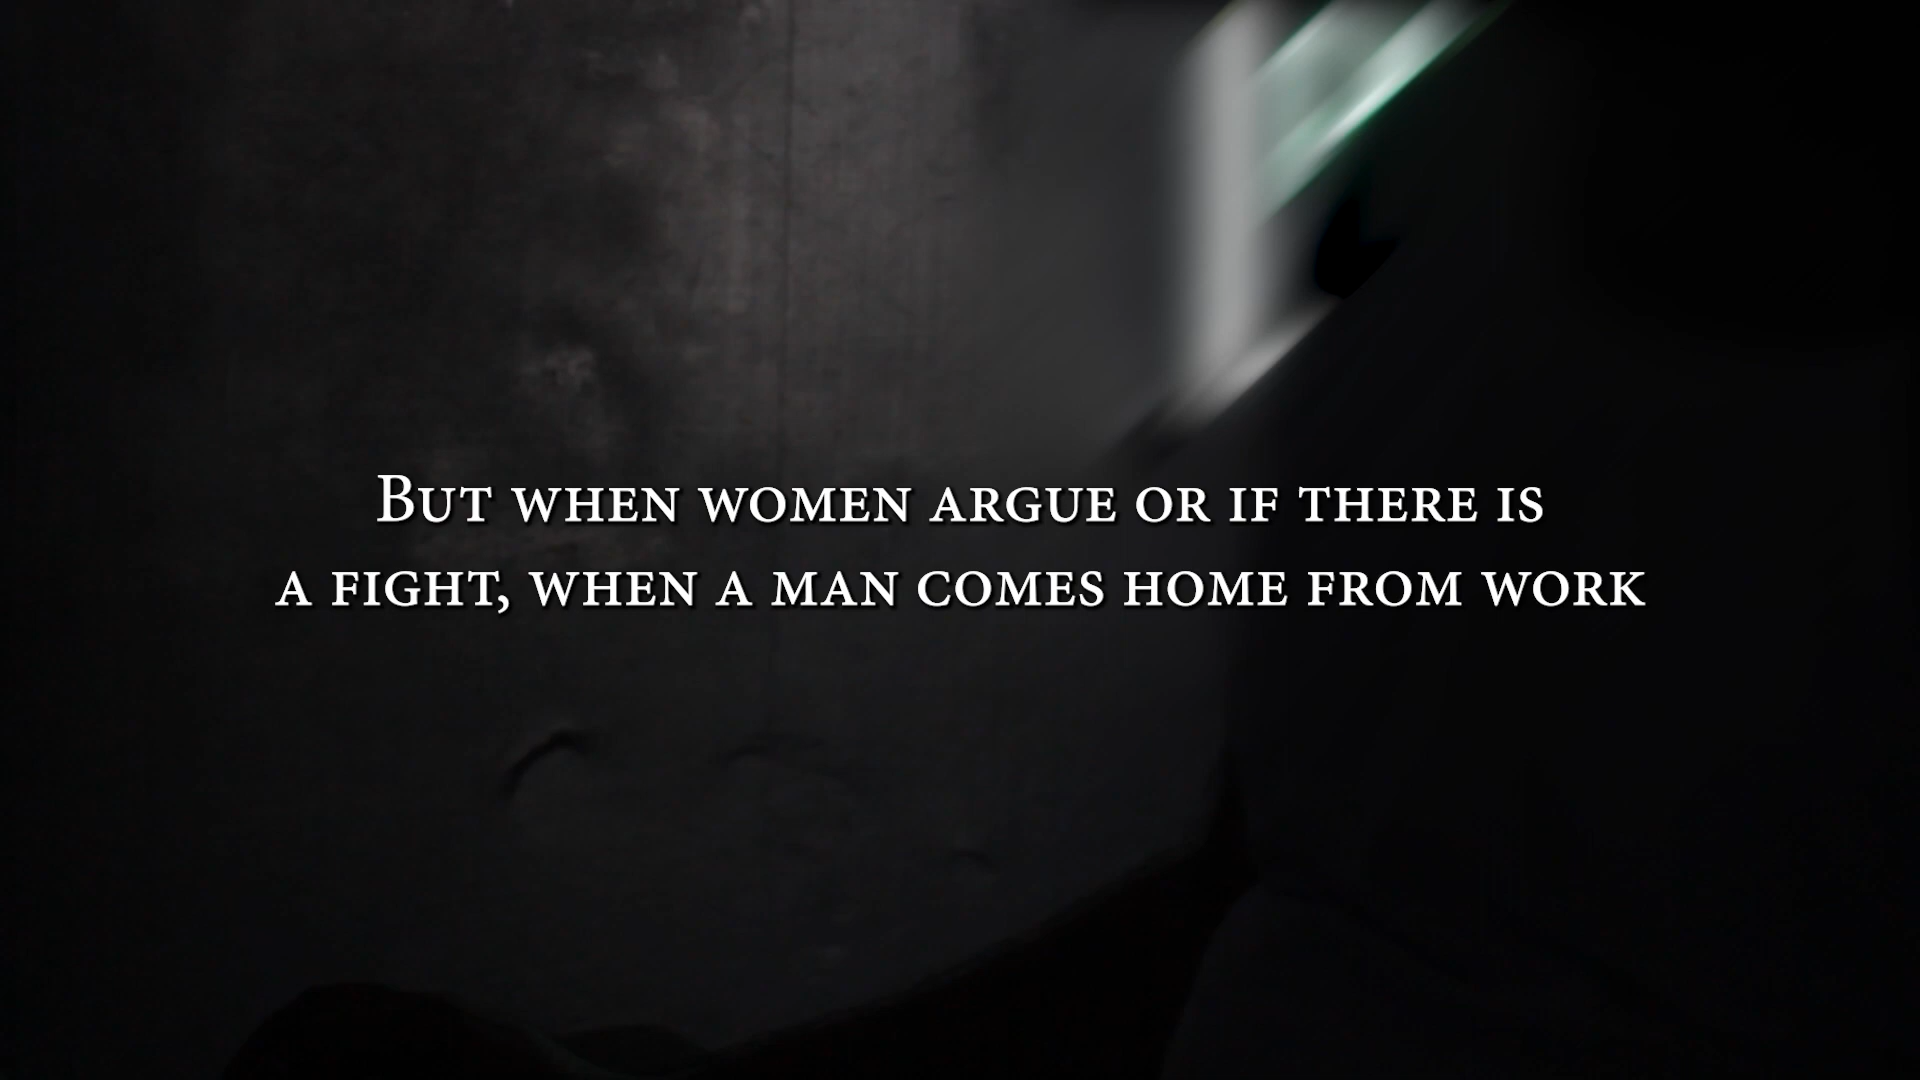 But when women argue or if there is
a fight, when a man comes home from work